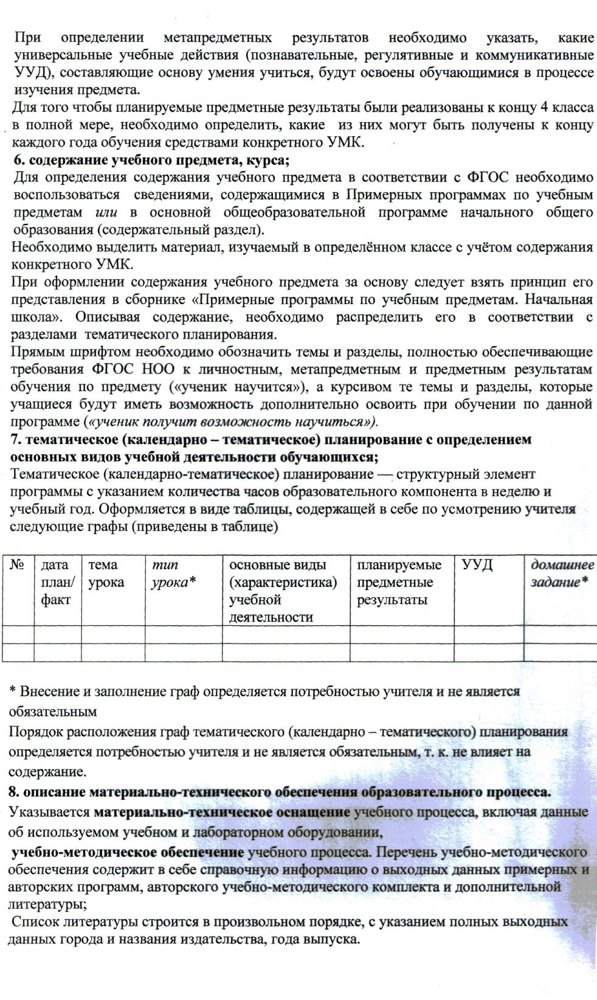 При определении метапредметных результатов необходимо указать, какие
универсальные учебные действия (познавательные, регулятивные и коммуникативные
УУД), составляющие основу умения учиться, будут освоены обучающимися в процессе
изучения предмета.
Для того чтобы планируемые предметные результаты были реализованы к концу 4 класса
в полной мере, необходимо определить, какие из них могут быть получены к концу
каждого года обучения средствами конкретного УМК.
6. содержание учебного предмета, курса;
Для определения содержания учебного предмета в соответствии с ФГОС необходимо
воспользоваться сведениями, содержащимися в Примерных программах по учебным
предметам или в основной общеобразовательной программе начального общего
образования (содержательный раздел).
Необходимо выделить материал, изучаемый в определённом классе с учётом содержания
конкретного УМК.
При оформлении содержания учебного предмета за основу следует взять принцип его
представления в сборнике «Примерные программы по учебным предметам. Начальная
школа». Описывая содержание, необходимо распределить его в соответствии с
разделами тематического планирования.
Прямым шрифтом необходимо обозначить темы и разделы, полностью обеспечивающие
требования ФГОС НОО к личностным, метапредметным и предметным результатам
обучения по предмету («ученик научится»), а курсивом те темы и разделы, которые
учащиеся будут иметь возможность дополнительно освоить при обучении по данной
программе («ученик получит возможность научиться»).
7. тематическое (календарно – тематическое) планирование с определением
основных видов учебной деятельности обучающихся;
Тематическое (календарно-тематическое) планирование — структурный элемент
программы с указанием количества часов образовательного компонента в неделю и
учебный год. Оформляется в виде таблицы, содержащей в себе по усмотрению учителя
следующие графы (приведены в таблице)
№ дата тема тип основные виды планируемые УУД домашнее
план/ урока урока* (характеристика) предметные задание*
факт учебной результаты
деятельности
* Внесение и заполнение граф определяется потребностью учителя и не является
обязательным
Порядок расположения граф тематического (календарно – тематического) планирования
определяется потребностью учителя и не является обязательным, т. к. не влияет на
содержание.
8. описание материально-технического обеспечения образовательного процесса.
Указывается материально-техническое оснащение учебного процесса, включая данные
об используемом учебном и лабораторном оборудовании,
учебно-методическое обеспечение учебного процесса. Перечень учебно-методического
обеспечения содержит в себе справочную информацию о выходных данных примерных и
авторских программ, авторского учебно-методического комплекта и дополнительной
литературы;
Список литературы строится в произвольном порядке, с указанием полных выходных
данных города и названия издательства, года выпуска.